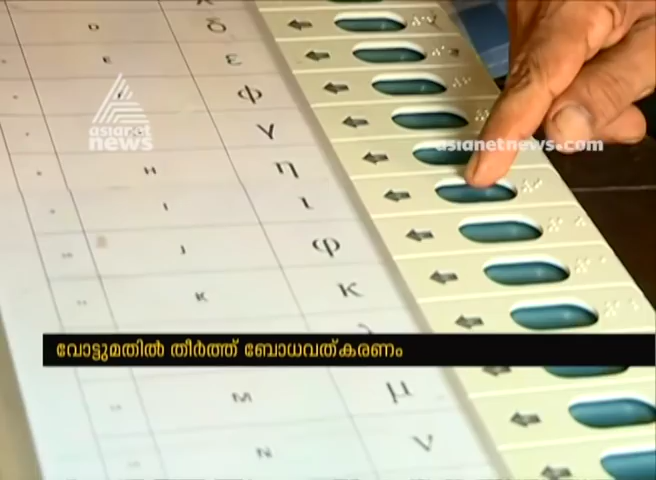 D δ
E ε
φ
asianet
news
asianetnews.com
G γ
H η
I ι
J φ
K κ
വോട്ടുമതിൽ തീർത്ത് ബോധവത്കരണം
M μ
N ν